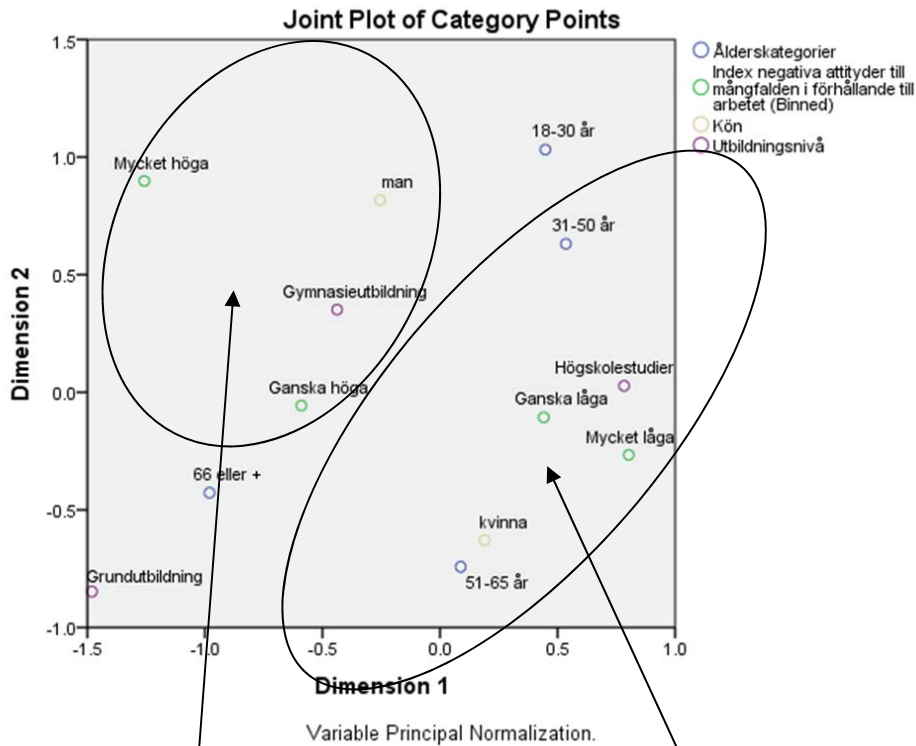 Joint Plot of Category Points
Ålderskategorier
Index negativa attityder till
mångfalden i förhållande till
arbetet (Binned)
Kön
Utbildningsnivå
Dimension 2
1.5
1.0
0.5
0.0
-0.5
-1.0
18-30 år
Mycket höga
man
31-50 år
Gymnasieutbildning
Högskolestudier
Ganska höga
Ganska låga
Mycket låga
66 eller +
kvinna
51-65 år
Grundutbildning
-1.5 -1.0 -0.5 0.0 0.5 1.0
Dimension 1
Variable Principal Normalization.